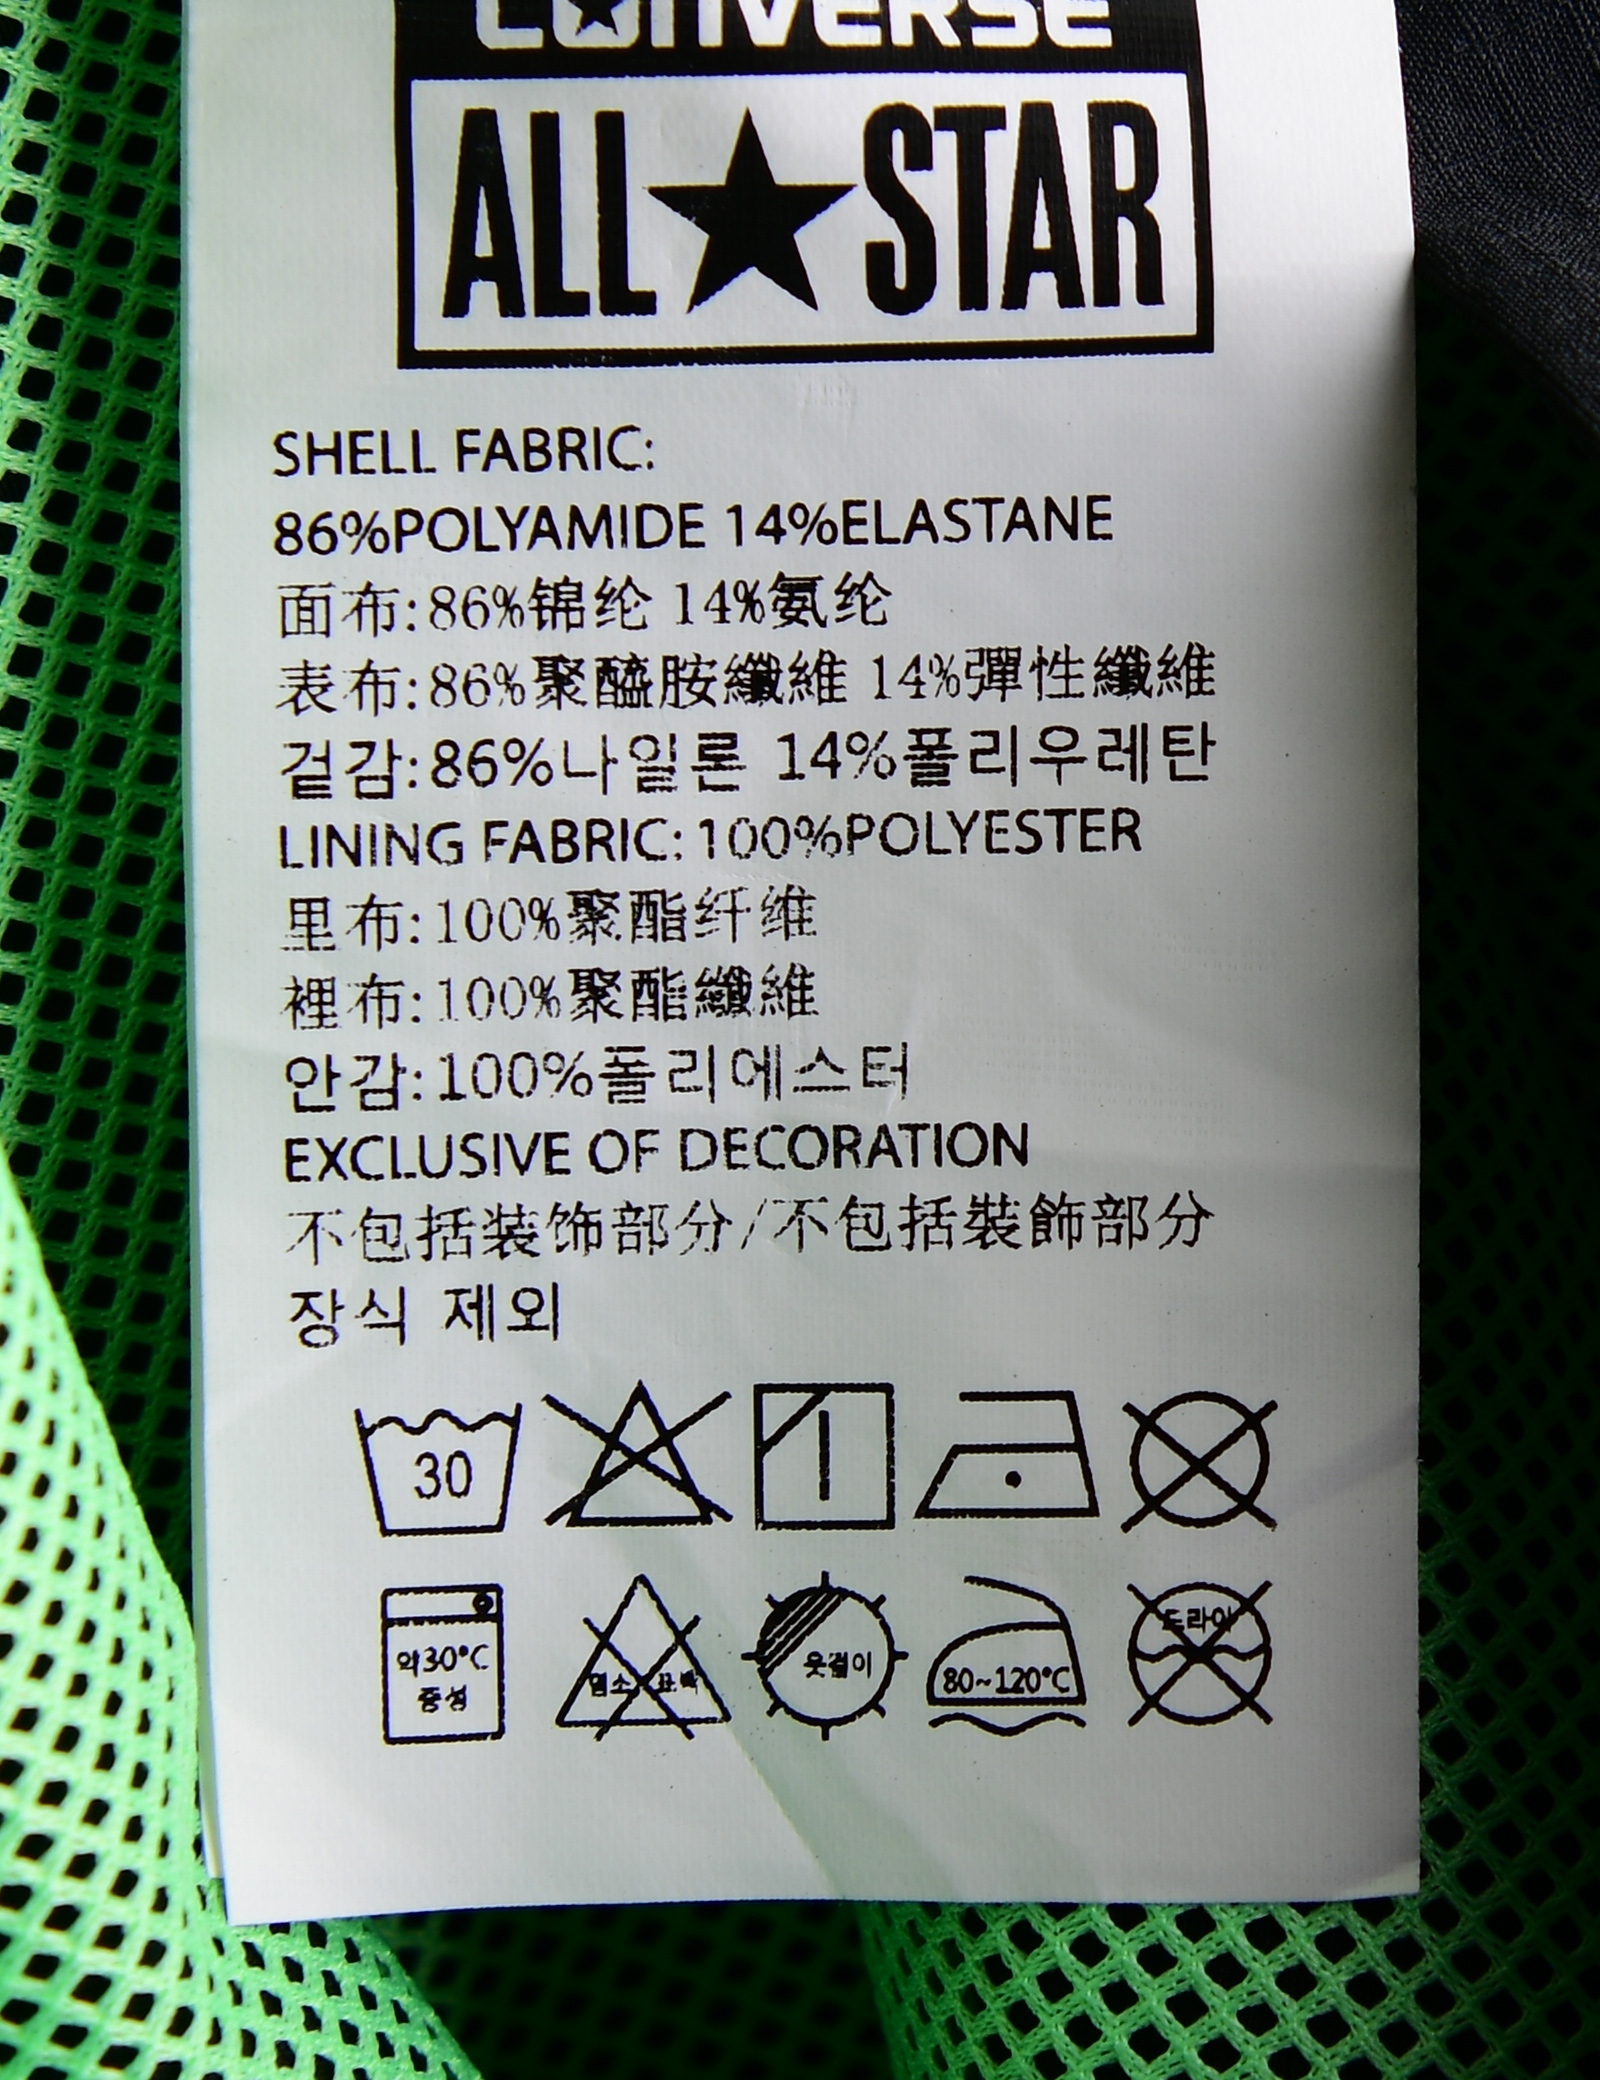 CONVERSE
ALL STAR
SHELL FABRIC:
86%POLYAMIDE 14%ELASTANE
面布:86%锦纶 14%氨纶
表布:86%聚醯胺纖維 14%彈性纖維
겉감:86%나일론 14%폴리우레탄
LINING FABRIC:100%POLYESTER
里布:100%聚酯纤维
裡布:100%聚酯纖維
안감:100%폴리에스터
EXCLUSIVE OF DECORATION
不包括装饰部分/不包括裝飾部分
장식 제외
30
약30°C
중성
염소 표백
옷걸이
80~120°C
드라이